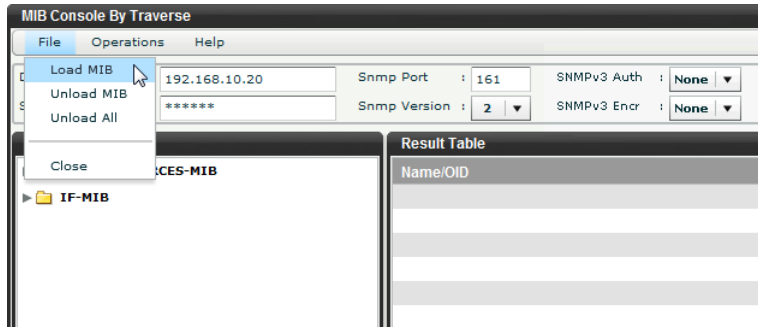 MIB Console By Traverse
File Operations Help
Load MIB
Unload MIB
Unload All
Close
192.168.10.20 Snmp Port : 161 SNMPv3 Auth : None
****** Snmp Version : 2 SNMPv3 Encr : None
RCES-MIB
IF-MIB
Result Table
Name/OID